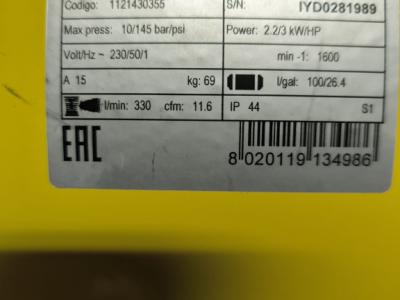 Codigo: 1121430355 S/N: IYD0281989
Max press: 10/145 bar/psi Power: 2.2/3 kW/HP
Volt/Hz ~ 230/50/1 min -1: 1600
A 15 kg: 69 l/gal: 100/26.4
l/min: 330 cfm: 11.6 IP 44 S1
EAC
8 020119 134986